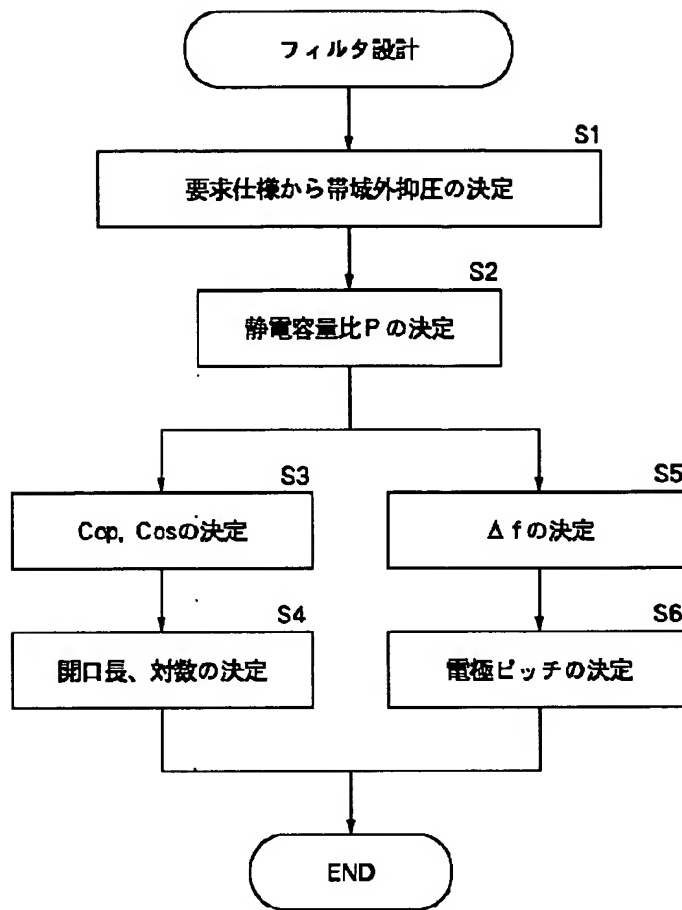 フィルタ設計
S1
要求仕様から帯域外抑圧の決定
S2
静電容量比Pの決定
S3
Cop, Cosの決定
S4
開口長、対数の決定
S5
Δfの決定
S6
電極ピッチの決定
END